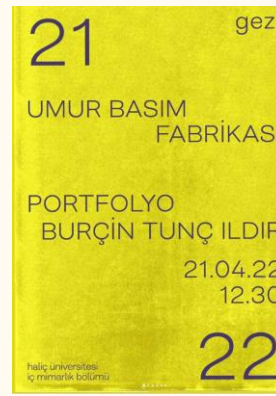 21
gez
UMUR BASIM
FABRİKAS
PORTFOLYO
BURÇİN TUNÇ ILDIR
21.04.22
12.30
22
haliç üniversitesi
iç mimarlık bölümü